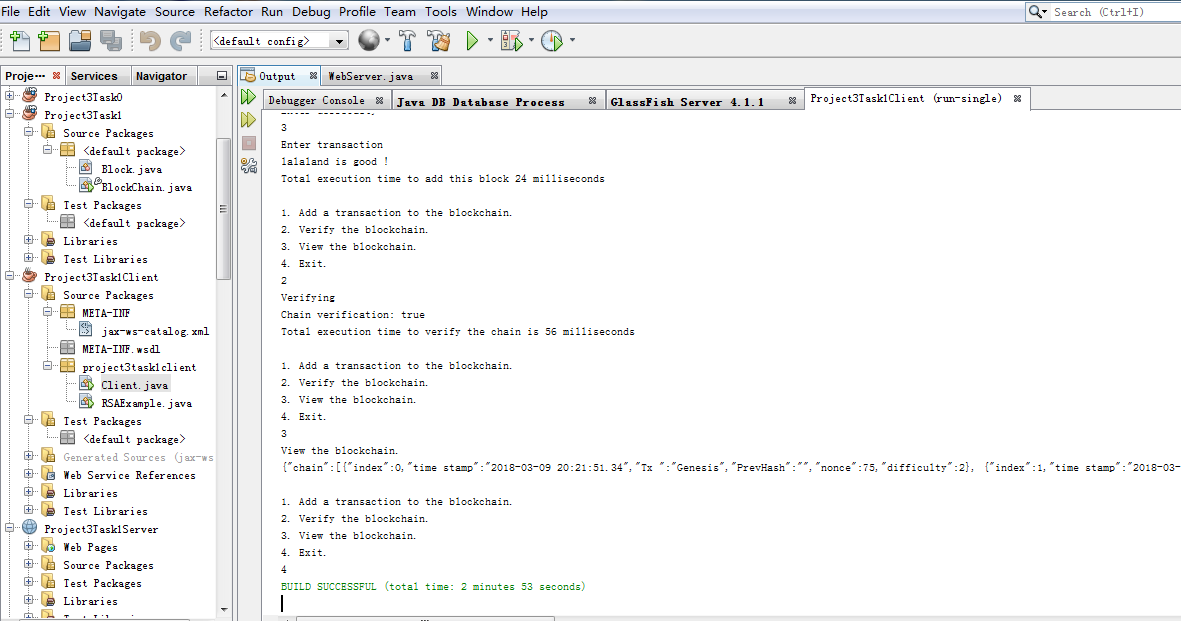 File Edit View Navigate Source Refactor Run Debug Profile Team Tools Window Help
Search (Ctrl+I)
<default config>
Proje··· Services Navigator
Output WebServer.java
Debugger Console Java DB Database Process GlassFish Server 4.1.1 Project3Task1Client (run-single)
Project3Task0
Project3Task1
Source Packages
<default package>
Block.java
BlockChain.java
Test Packages
<default package>
Libraries
Test Libraries
Project3Task1Client
Source Packages
META-INF
jax-ws-catalog.xml
META-INF.wsdl
project3task1client
Client.java
RSAExample.java
Test Packages
<default package>
Generated Sources (jax-ws
Web Service References
Libraries
Test Libraries
Project3Task1Server
Web Pages
Source Packages
Test Packages
Libraries
3
Enter transaction
lalaland is good !
Total execution time to add this block 24 milliseconds
1. Add a transaction to the blockchain.
2. Verify the blockchain.
3. View the blockchain.
4. Exit.
2
Verifying
Chain verification: true
Total execution time to verify the chain is 56 milliseconds
1. Add a transaction to the blockchain.
2. Verify the blockchain.
3. View the blockchain.
4. Exit.
3
View the blockchain.
{"chain":[{"index":0,"time stamp":"2018-03-09 20:21:51.34","Tx ":"Genesis","PrevHash":"","nonce":75,"difficulty":2}, {"index":1,"time stamp":"2018-03-
1. Add a transaction to the blockchain.
2. Verify the blockchain.
3. View the blockchain.
4. Exit.
4
BUILD SUCCESSFUL (total time: 2 minutes 53 seconds)